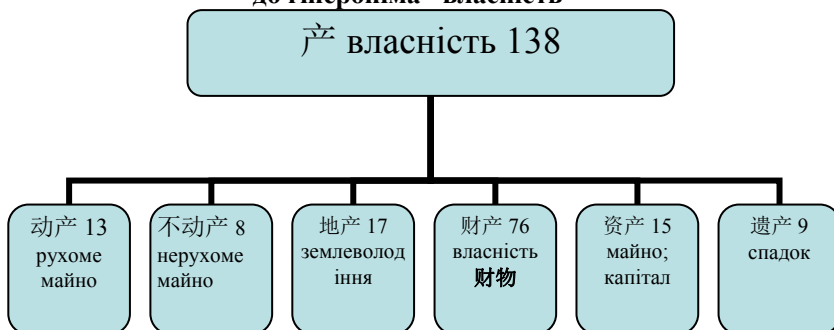 до гіпероніма "власність"
产 власність 138
动产 13
рухоме
майно
不动产 8
нерухоме
майно
地产 17
землеволод
іння
财产 76
власність
财物
资产 15
майно;
капітал
遗产 9
спадок